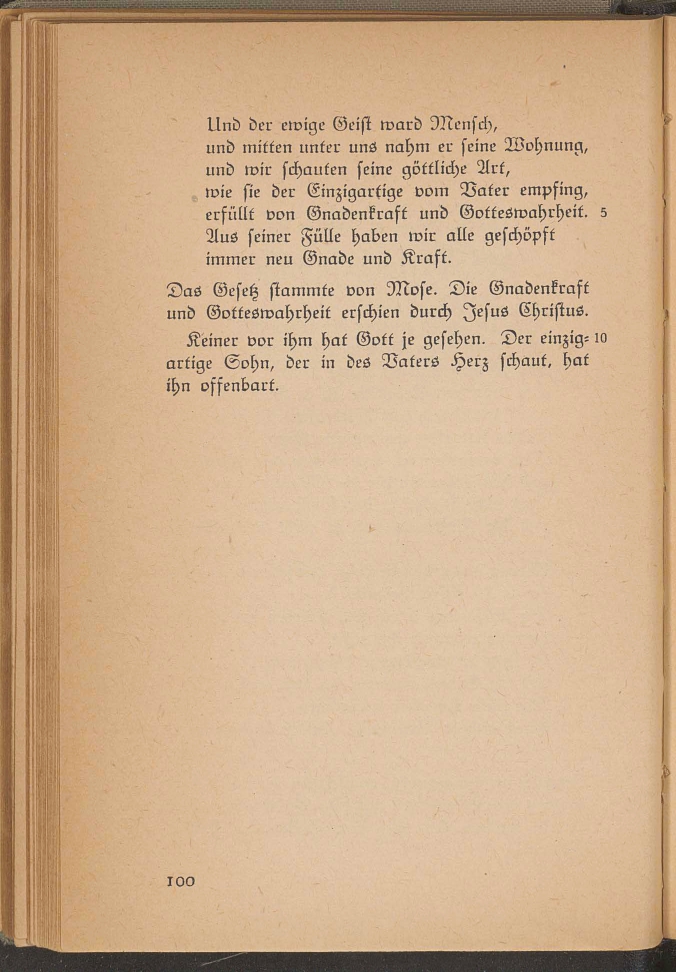 Und der ewige Geist ward Mensch,
und mitten unter uns nahm er seine Wohnung,
und wir schauten seine göttliche Art,
wie sie der Einzigartige vom Vater empfing,
erfüllt von Gnadenkraft und Gotteswahrheit. 5
Aus seiner Fülle haben wir alle geschöpft
immer neu Gnade und Kraft.
Das Gesetz stammte von Mose. Die Gnadenkraft
und Gotteswahrheit erschien durch Jesus Christus.
Keiner vor ihm hat Gott je gesehen. Der einzig- 10
artige Sohn, der in des Vaters Herz schaut, hat
ihn offenbart.
100